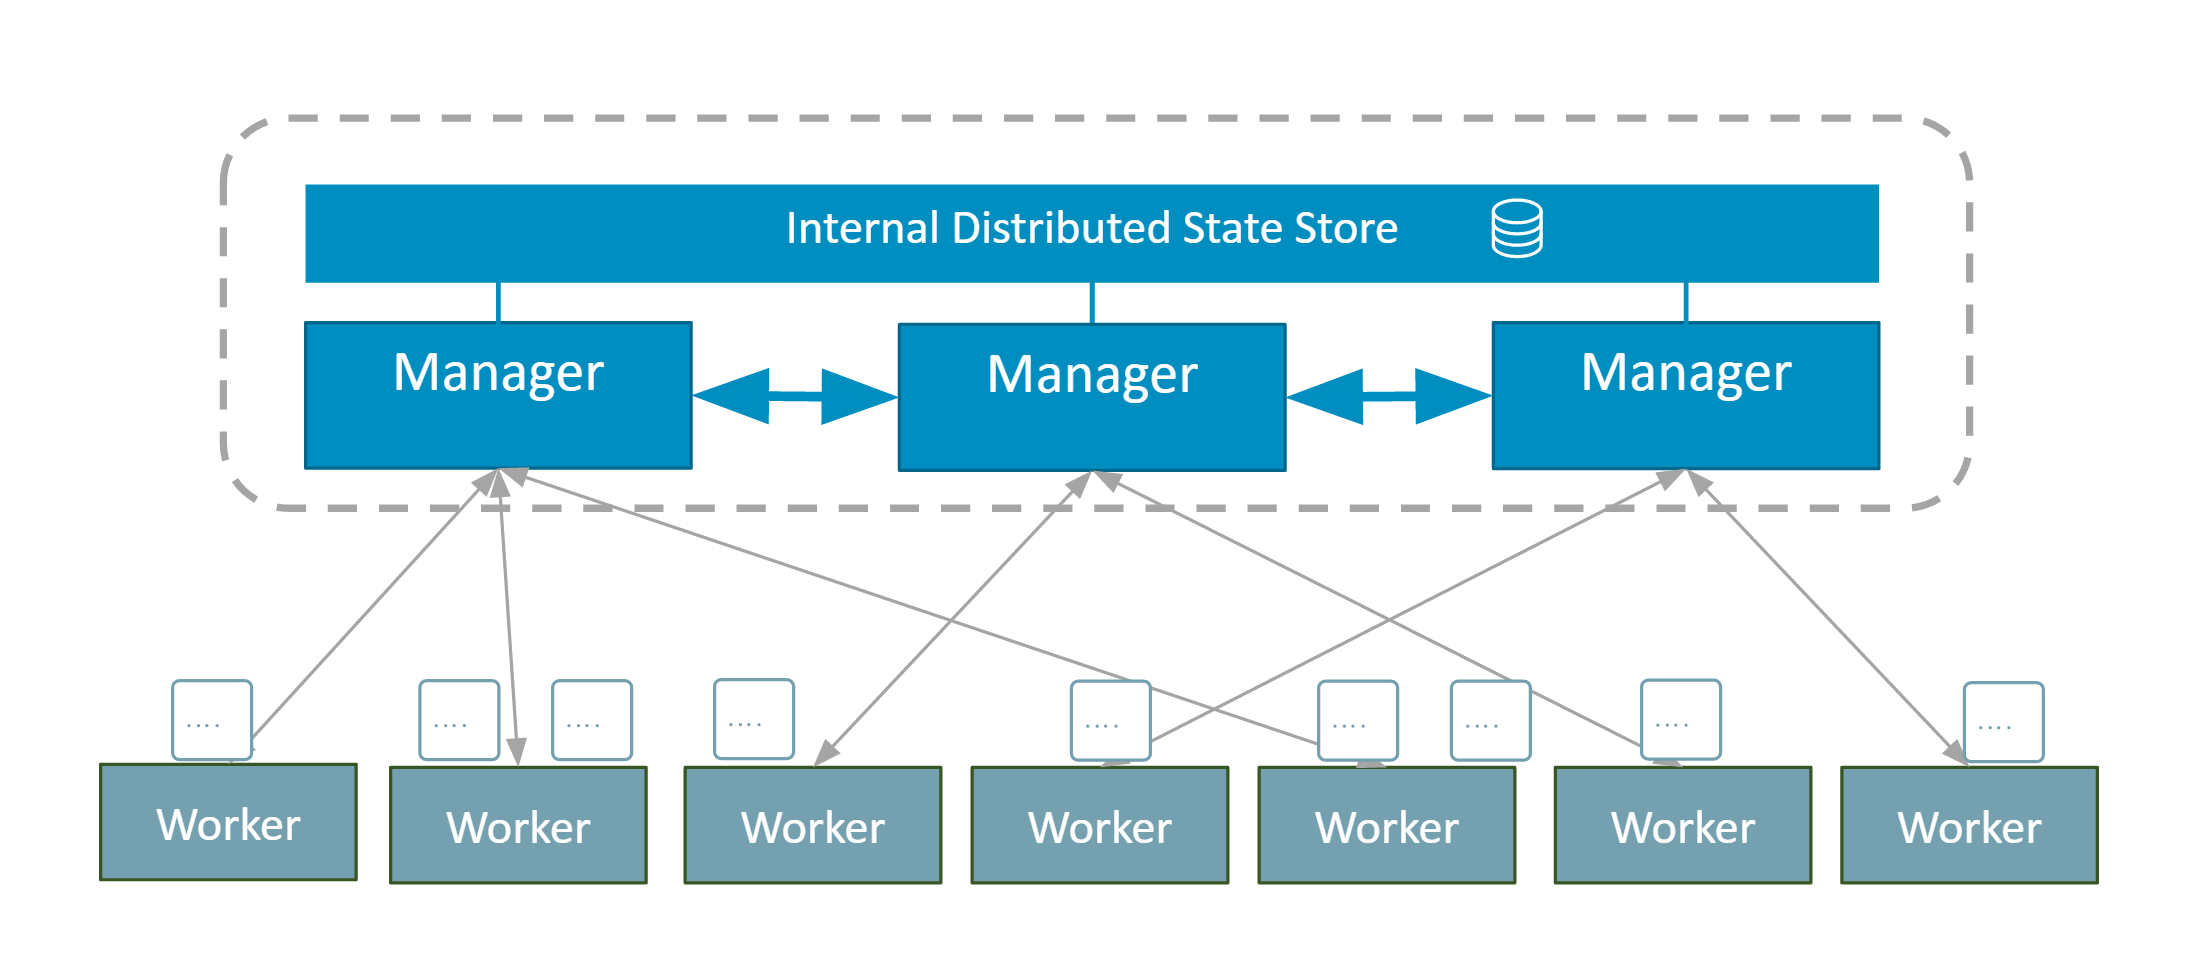 Internal Distributed State Store
Manager
Manager
Manager
....
....
....
....
....
....
....
....
....
Worker
Worker
Worker
Worker
Worker
Worker
Worker